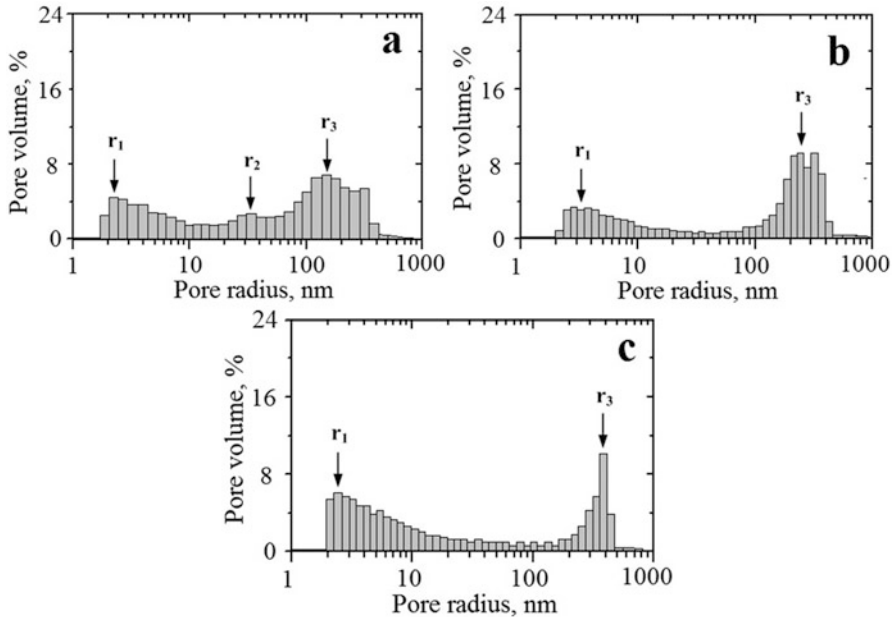 a
24
16
8
0
Pore volume, %
r₁
r₂
r₃
1 10 100 1000
Pore radius, nm
b
24
16
8
0
Pore volume, %
r₁
r₃
1 10 100 1000
Pore radius, nm
c
24
16
8
0
Pore volume, %
r₁
r₃
1 10 100 1000
Pore radius, nm